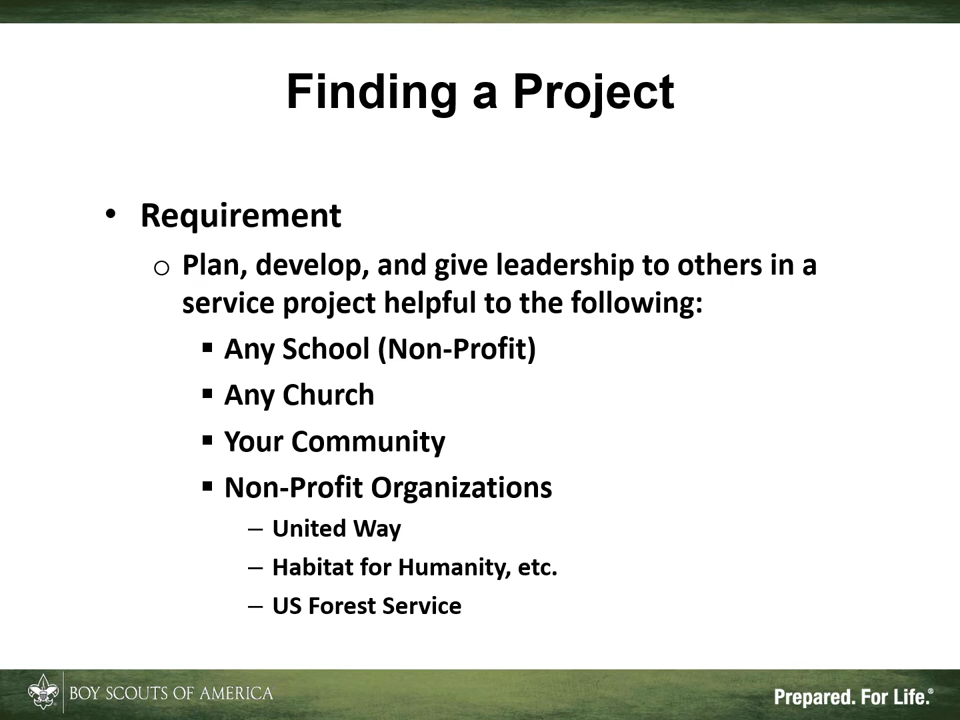 Finding a Project
• Requirement
o Plan, develop, and give leadership to others in a
service project helpful to the following:
▪ Any School (Non-Profit)
▪ Any Church
▪ Your Community
▪ Non-Profit Organizations
– United Way
– Habitat for Humanity, etc.
– US Forest Service
BOY SCOUTS OF AMERICA
Prepared. For Life.®